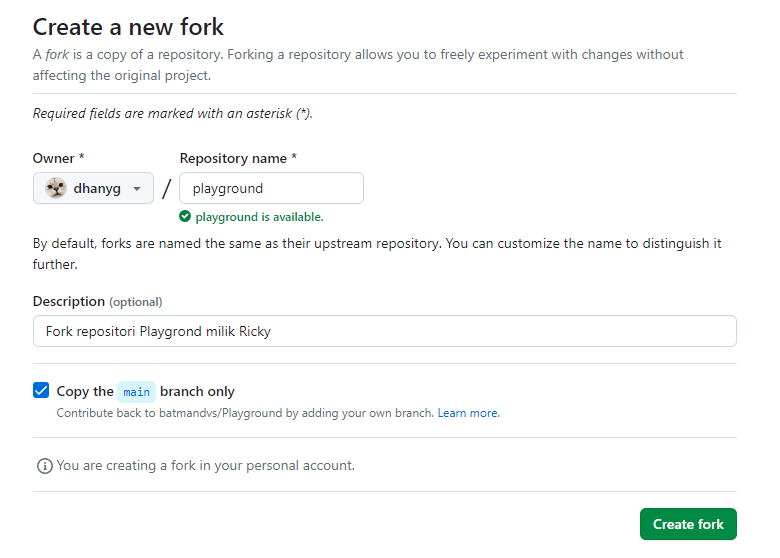 Create a new fork
A fork is a copy of a repository. Forking a repository allows you to freely experiment with changes without
affecting the original project.
Required fields are marked with an asterisk (*).
Owner * Repository name *
dhanyg / playground
playground is available.
By default, forks are named the same as their upstream repository. You can customize the name to distinguish it
further.
Description (optional)
Fork repositori Playgrond milik Ricky
Copy the main branch only
Contribute back to batmandvs/Playground by adding your own branch. Learn more.
You are creating a fork in your personal account.
Create fork